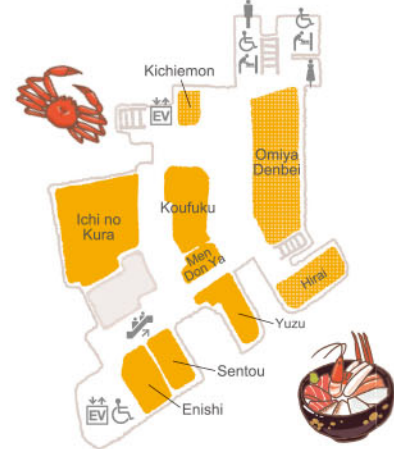 Kichiemon
EV
Omiya
Denbei
Ichi no
Kura
Koufuku
Men
Don Ya
Hirai
Yuzu
Sentou
Enishi
EV